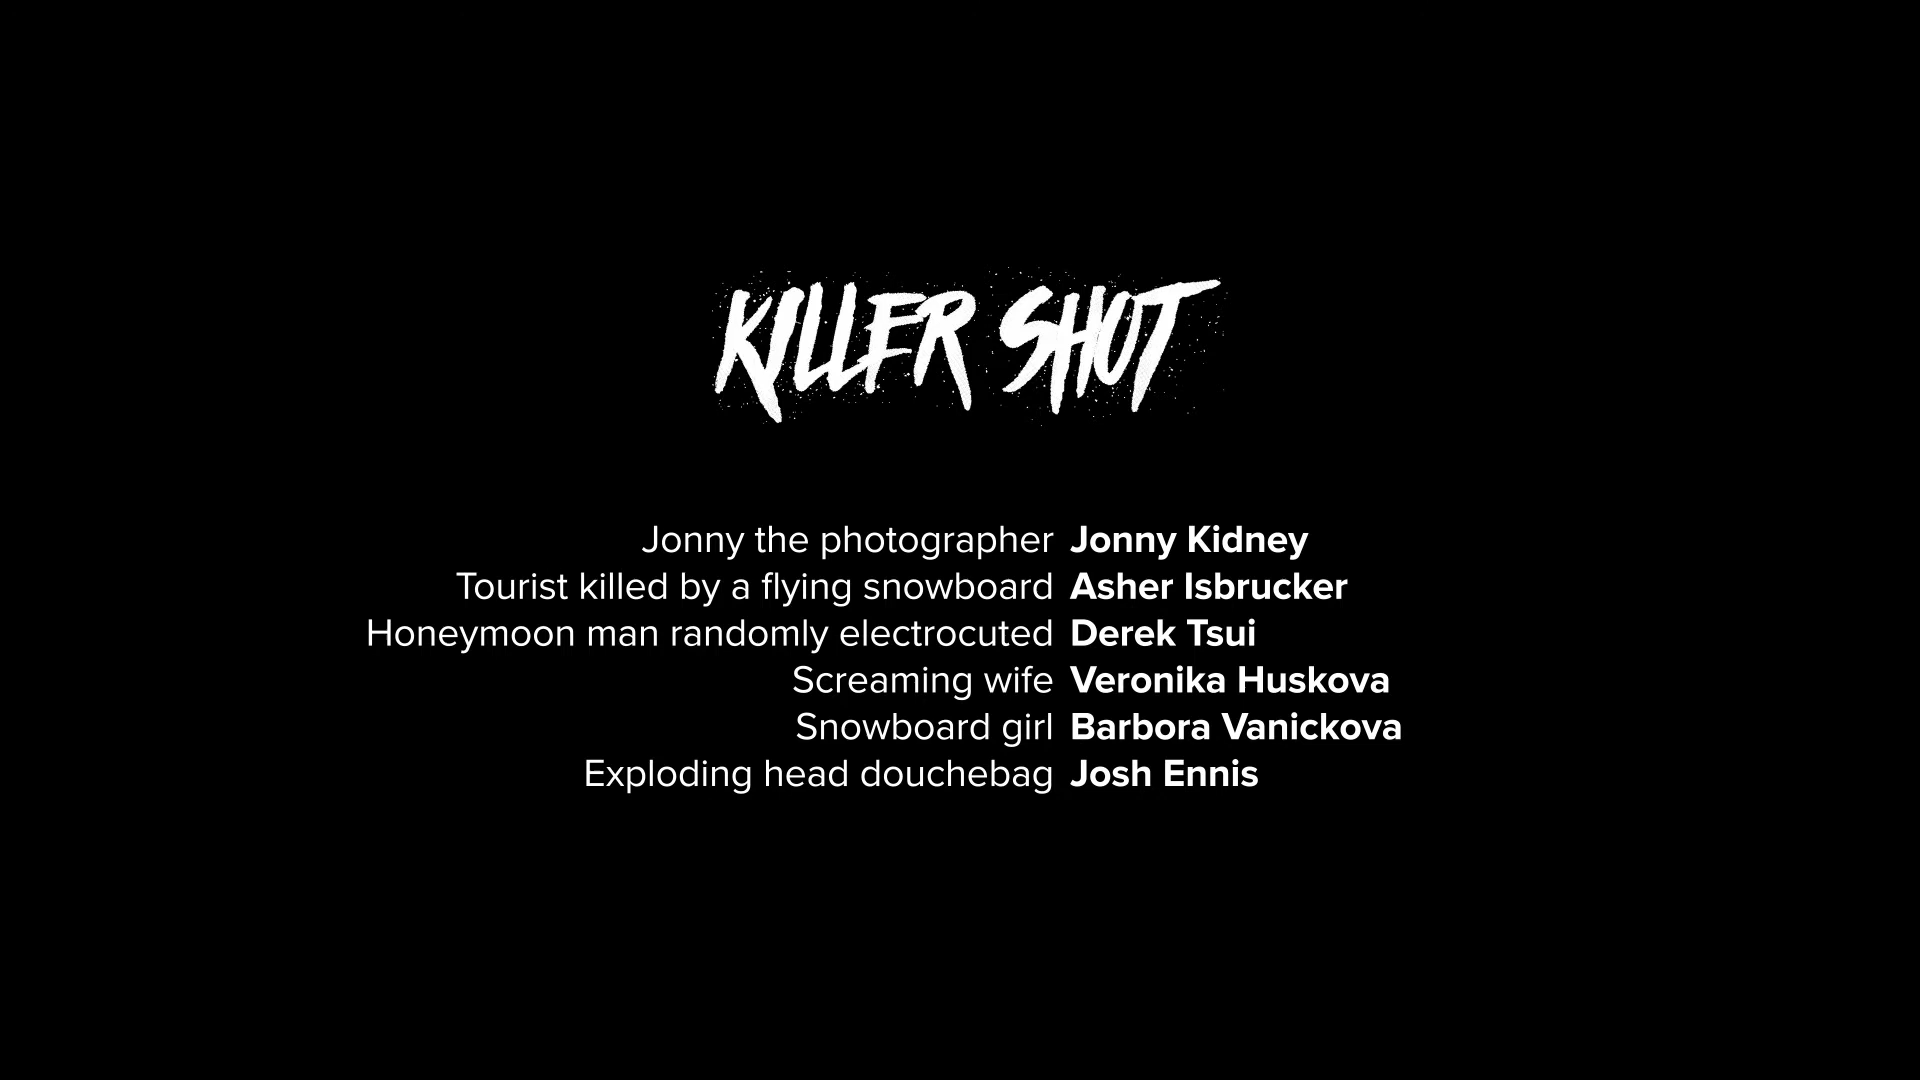 KILLER SHOT
Jonny the photographer Jonny Kidney
Tourist killed by a flying snowboard Asher Isbrucker
Honeymoon man randomly electrocuted Derek Tsui
Screaming wife Veronika Huskova
Snowboard girl Barbora Vanickova
Exploding head douchebag Josh Ennis